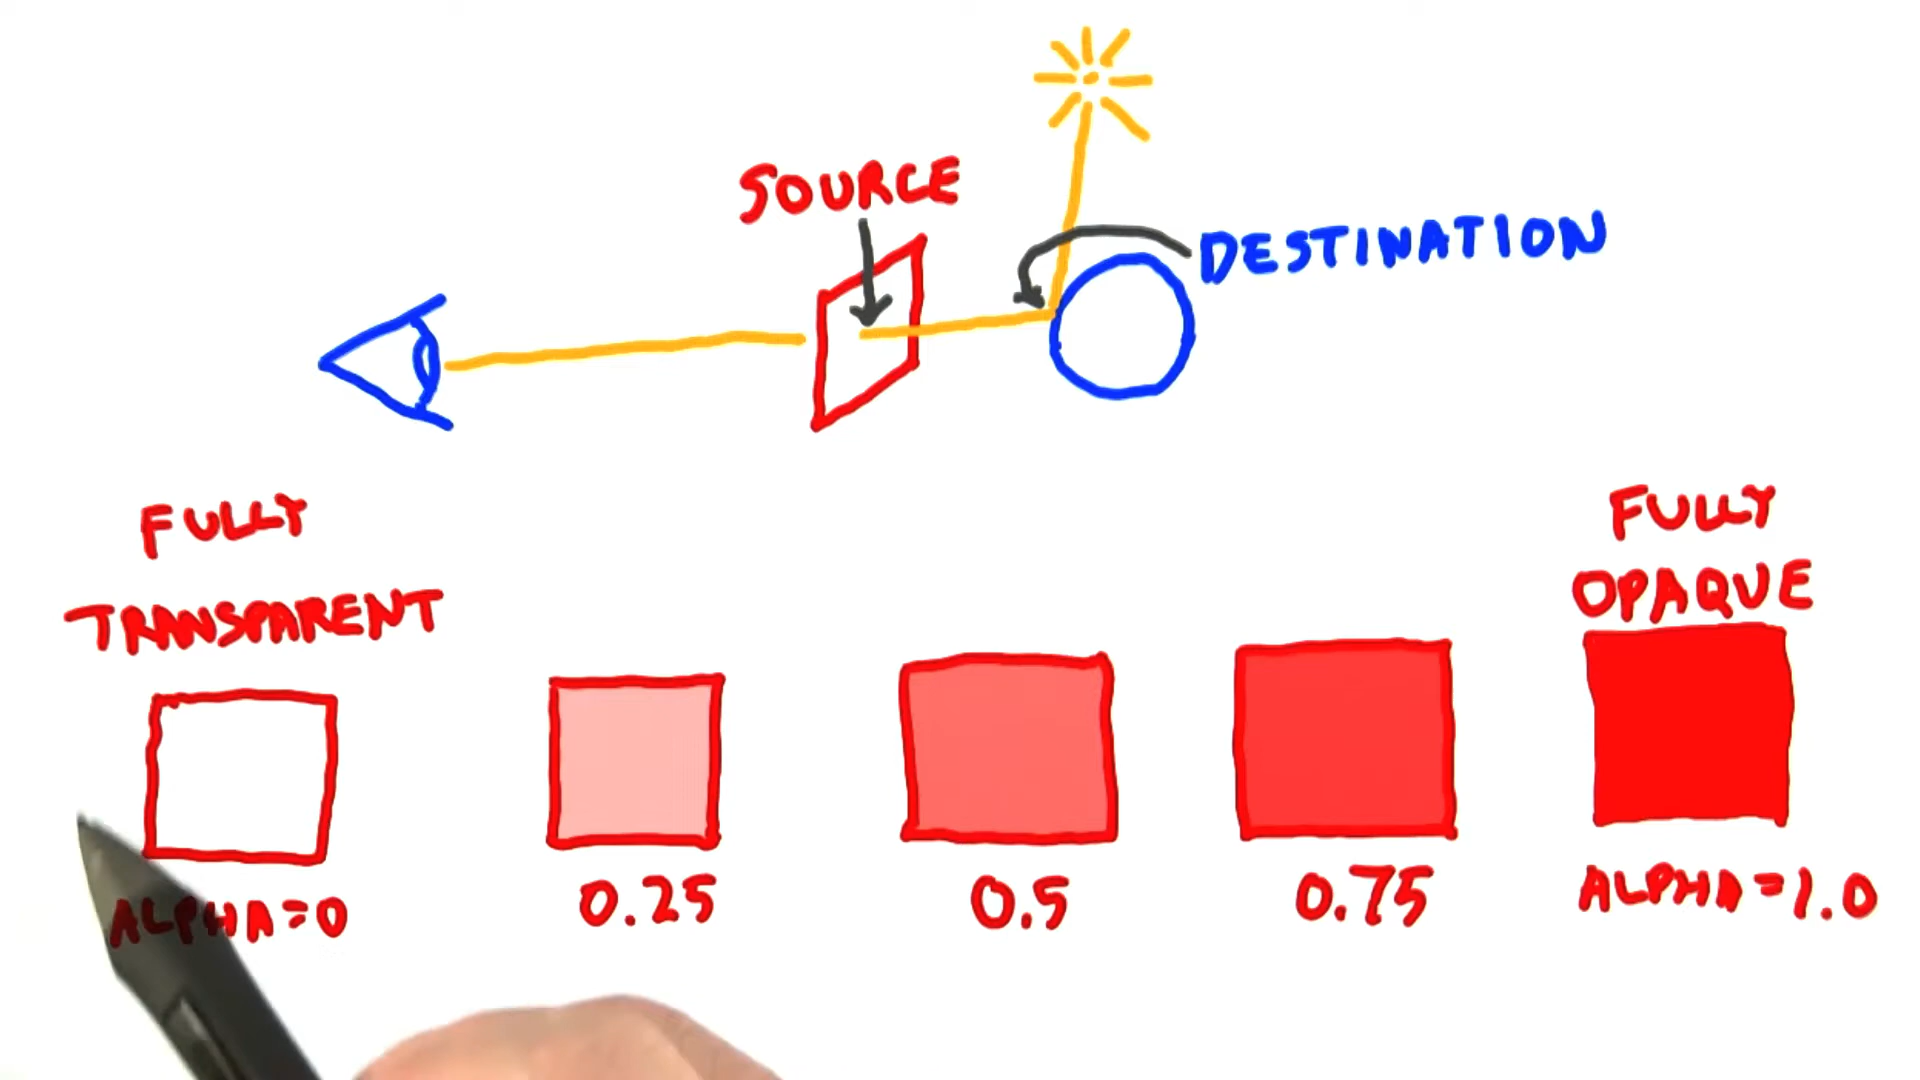 SOURCE
DESTINATION
FULLY
TRANSPARENT
FULLY
OPAQUE
ALPHA=0
0.25
0.5
0.75
ALPHA=1.0